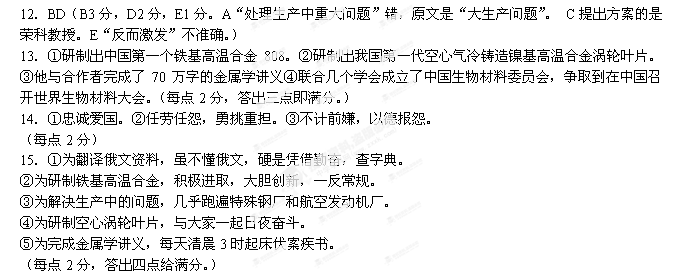 12. BD（B3分，D2分，E1分。A“处理生产中重大问题”错，原文是“大生产问题”。 C提出方案的是
荣科教授。E“反而激发”不准确。）
13. ①研制出中国第一个铁基高温合金 808。②研制出我国第一代空心气冷铸造镍基高温合金涡轮叶片。
③他与合作者完成了 70 万字的金属学讲义④联合几个学会成立了中国生物材料委员会，争取到在中国召
开世界生物材料大会。（每点 2 分，答出三点即满分。）
14. ①忠诚爱国。②任劳任怨，勇挑重担。③不计前嫌，以德报怨。
（每点 2 分）
15. ①为翻译俄文资料，虽不懂俄文，硬是凭借勤奋，查字典。
②为研制铁基高温合金，积极进取，大胆创新，一反常规。
③为解决生产中的问题，几乎跑遍特殊钢厂和航空发动机厂。
④为研制空心涡轮叶片，与大家一起日夜奋斗。
⑤为完成金属学讲义，每天清晨 3 时起床伏案疾书。
（每点 2 分，答出四点给满分。）